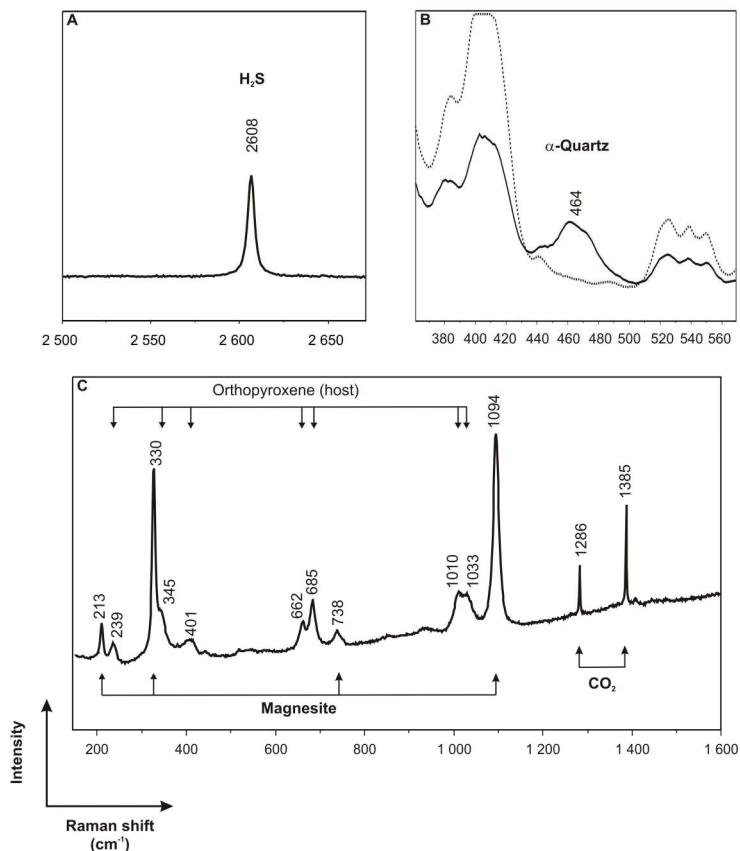 A
H₂S
2608
2 500 2 550 2 600 2 650
B
α-Quartz
464
380 400 420 440 460 480 500 520 540 560
C
Orthopyroxene (host)
213
239
330
345
401
662
685
738
1010
1033
1094
1286
1385
Magnesite
CO₂
200 400 600 800 1 000 1 200 1 400 1 600
Intensity
Raman shift
(cm⁻¹)